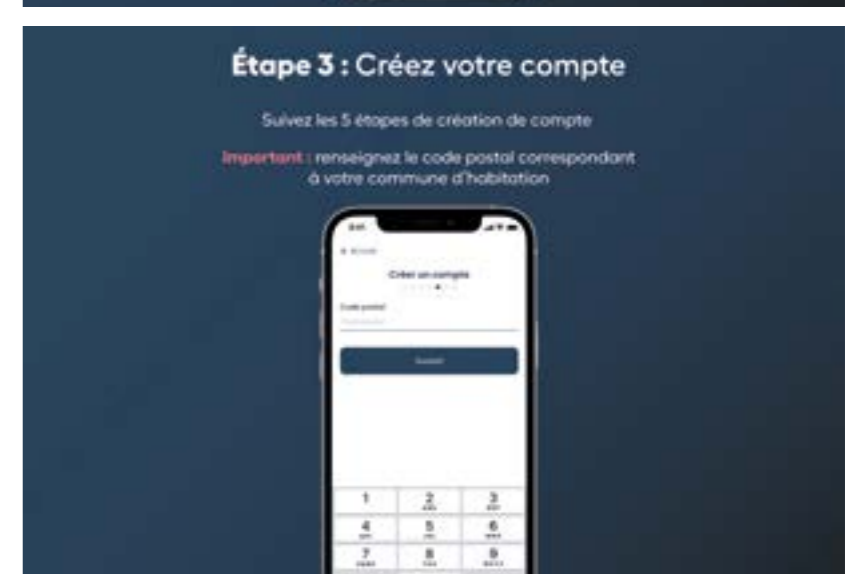 Étape 3 : Créez votre compte
Suivez les 5 étapes de création de compte
Important : renseignez le code postal correspondant
à votre commune d'habitation
Créer un compte
Code postal
1
2
3
4
5
6
7
8
9